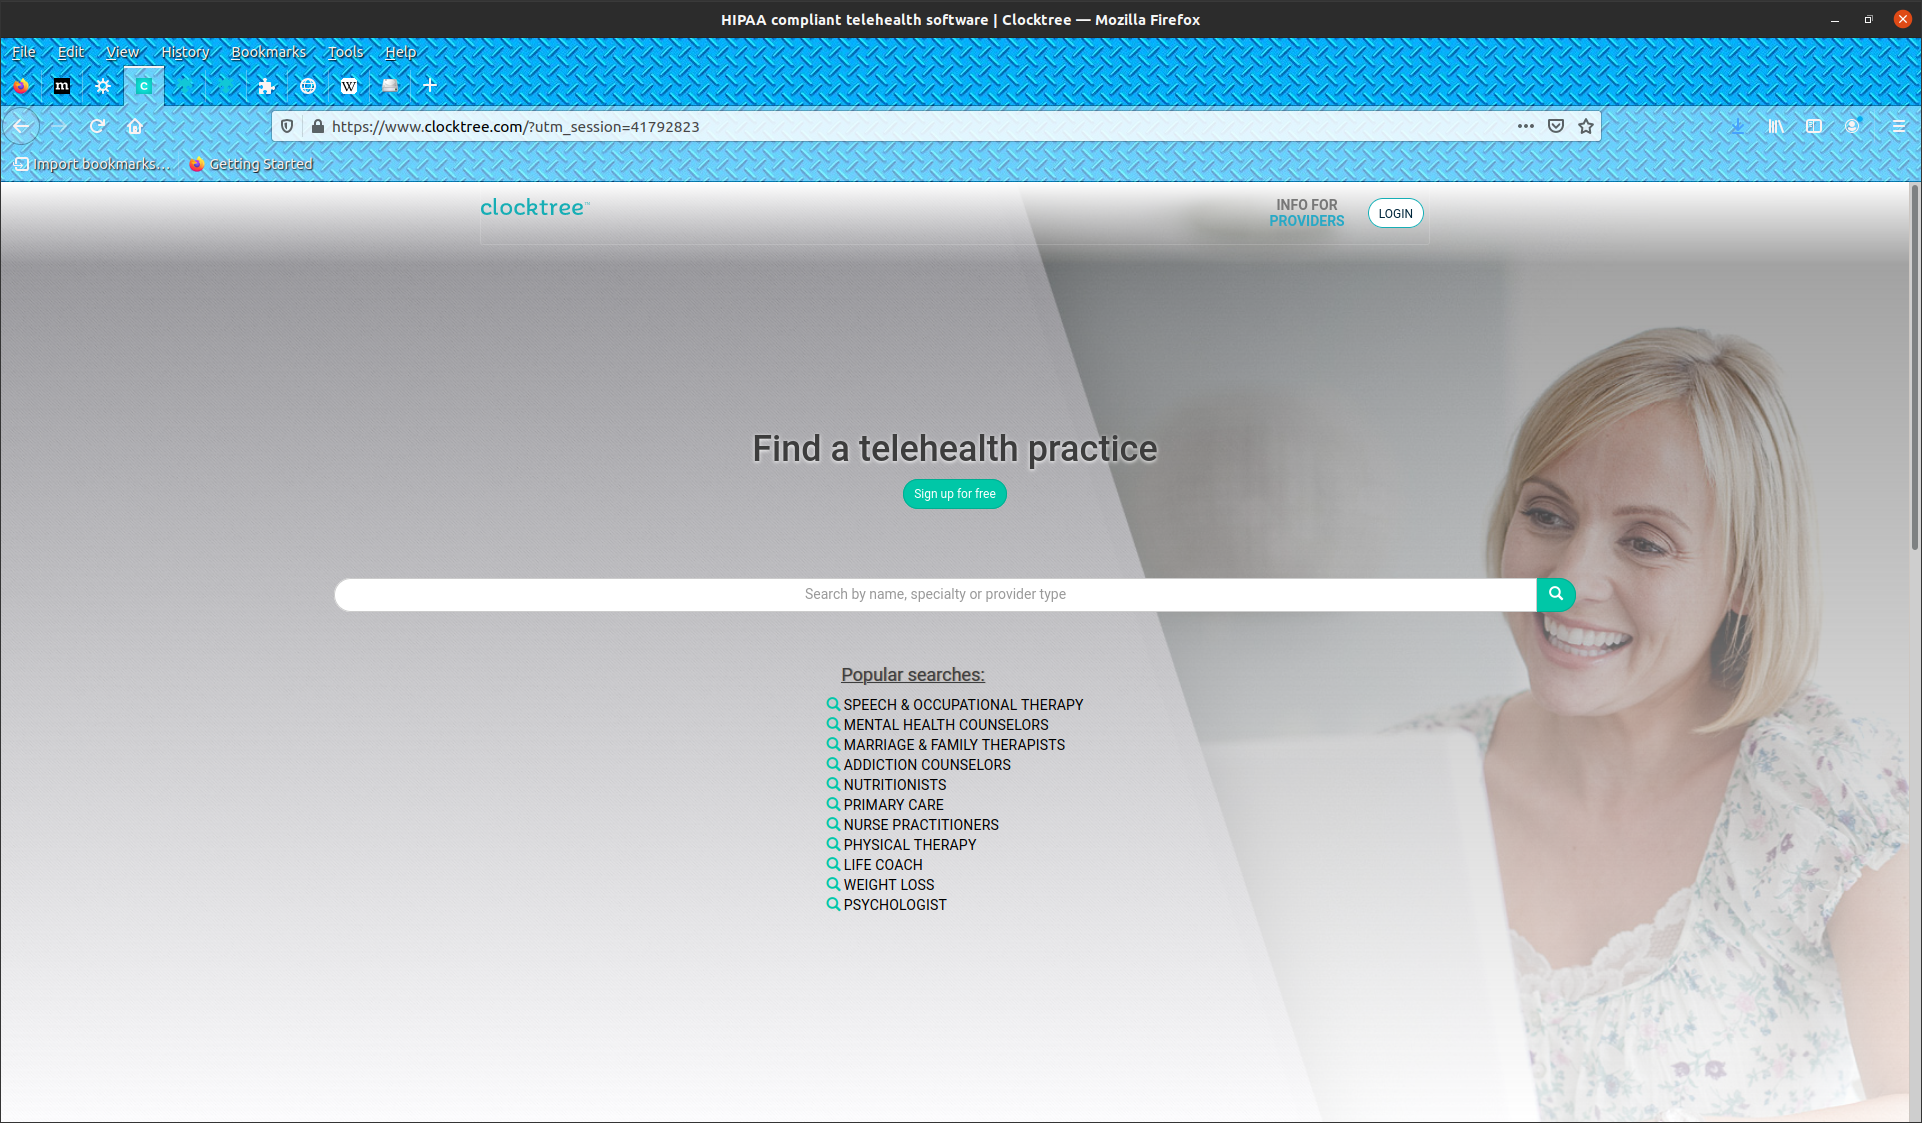 HIPAA compliant telehealth software | Clocktree — Mozilla Firefox
File Edit View History Bookmarks Tools Help
m c W
https://www.clocktree.com/?utm_session=41792823
Import bookmarks... Getting Started
clocktree™
INFO FOR
PROVIDERS
LOGIN
Find a telehealth practice
Sign up for free
Search by name, specialty or provider type
Popular searches:
SPEECH & OCCUPATIONAL THERAPY
MENTAL HEALTH COUNSELORS
MARRIAGE & FAMILY THERAPISTS
ADDICTION COUNSELORS
NUTRITIONISTS
PRIMARY CARE
NURSE PRACTITIONERS
PHYSICAL THERAPY
LIFE COACH
WEIGHT LOSS
PSYCHOLOGIST